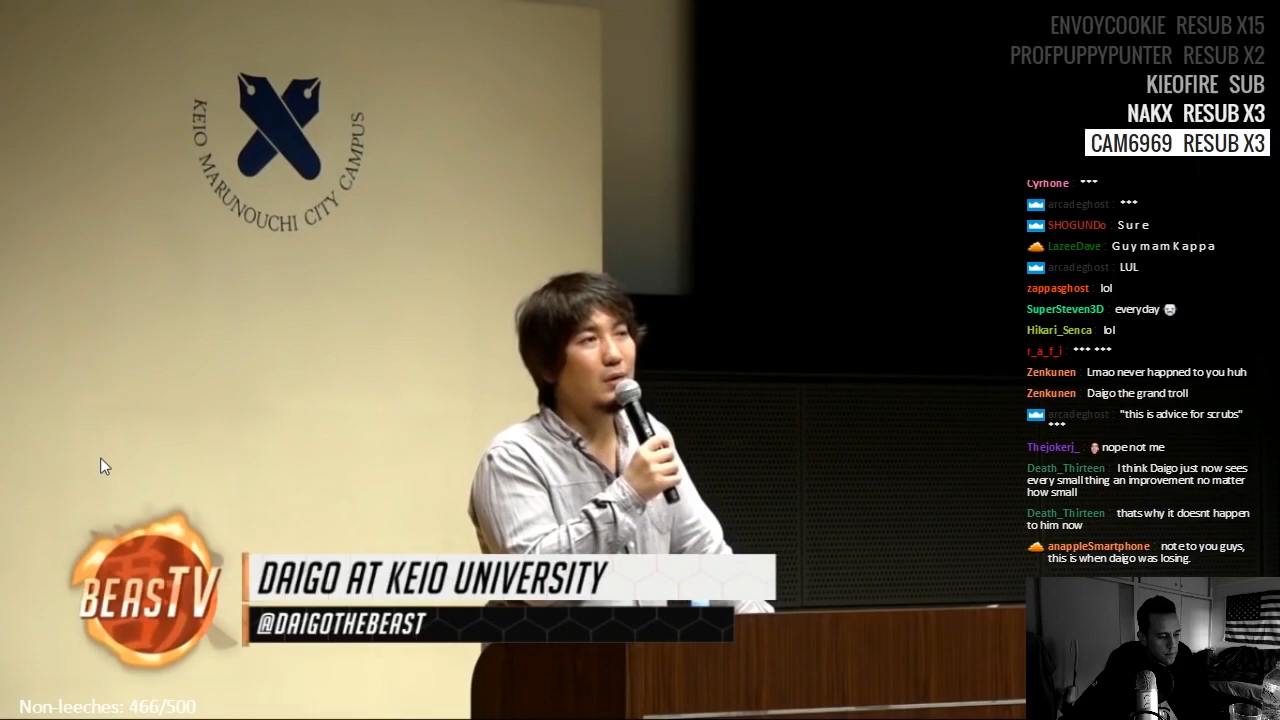 KEIO MARUNOUCHI CITY CAMPUS
ENVOYCOOKIE RESUB X15
PROFPUPPYPUNTER RESUB X2
KIEOFIRE SUB
NAKX RESUB X3
CAM6969 RESUB X3
Cyrhone : ***
arcadeghost : ***
SHOGUNDo : S u r e
LazeeDave : G u y m a m K a p p a
arcadeghost : LUL
zappasghost : lol
SuperSteven3D : everyday
Hikari_Senca : lol
r_a_f_i : *** ***
Zenkunen : Lmao never happned to you huh
Zenkunen : Daigo the grand troll
arcadeghost : "this is advice for scrubs"
***
Thejokerj_ : nope not me
Death_Thirteen : I think Daigo just now sees
every small thing an improvement no matter
how small
Death_Thirteen : thats why it doesnt happen
to him now
anappleSmartphone : note to you guys,
this is when daigo was losing.
BEASTV
DAIGO AT KEIO UNIVERSITY
@DAIGOTHEBEAST
Non-leeches: 466/500